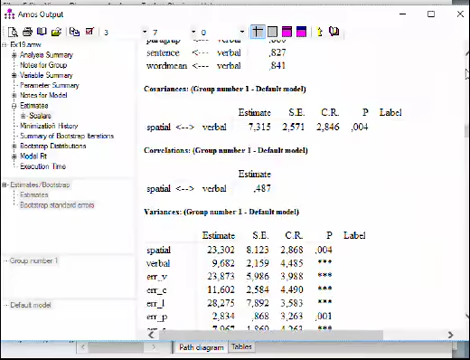 Amos Output
3 7 0
Ex19.amw
Analysis Summary
Notes for Group
Variable Summary
Parameter Summary
Notes for Model
Estimates
Scalars
Minimization History
Summary of Bootstrap Iterations
Bootstrap Distributions
Model Fit
Execution Time
Estimates/Bootstrap
Estimates
Bootstrap standard errors
Group number 1
Default model
sentence <--- verbal ,827
wordmean <--- verbal ,841
Covariances: (Group number 1 - Default model)
Estimate S.E. C.R. P Label
spatial <--> verbal 7,315 2,571 2,846 ,004
Correlations: (Group number 1 - Default model)
Estimate
spatial <--> verbal ,487
Variances: (Group number 1 - Default model)
Estimate S.E. C.R. P Label
spatial 23,302 8,123 2,868 ,004
verbal 9,682 2,159 4,485 ***
err_v 23,873 5,986 3,988 ***
err_c 11,602 2,584 4,490 ***
err_l 28,275 7,892 3,583 ***
err_p 2,834 ,868 3,263 ,001
Path diagram Tables